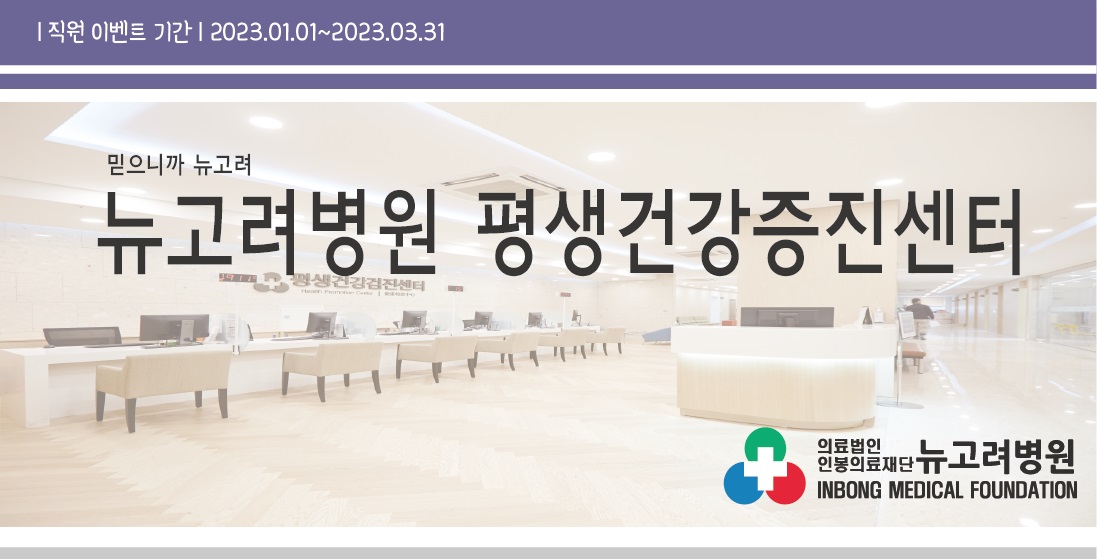 | 직원 이벤트 기간 | 2023.01.01~2023.03.31
믿으니까 뉴고려
뉴고려병원 평생건강증진센터
평생건강검진센터
Health Promotion Center
의료법인
인봉의료재단 뉴고려병원
INBONG MEDICAL FOUNDATION